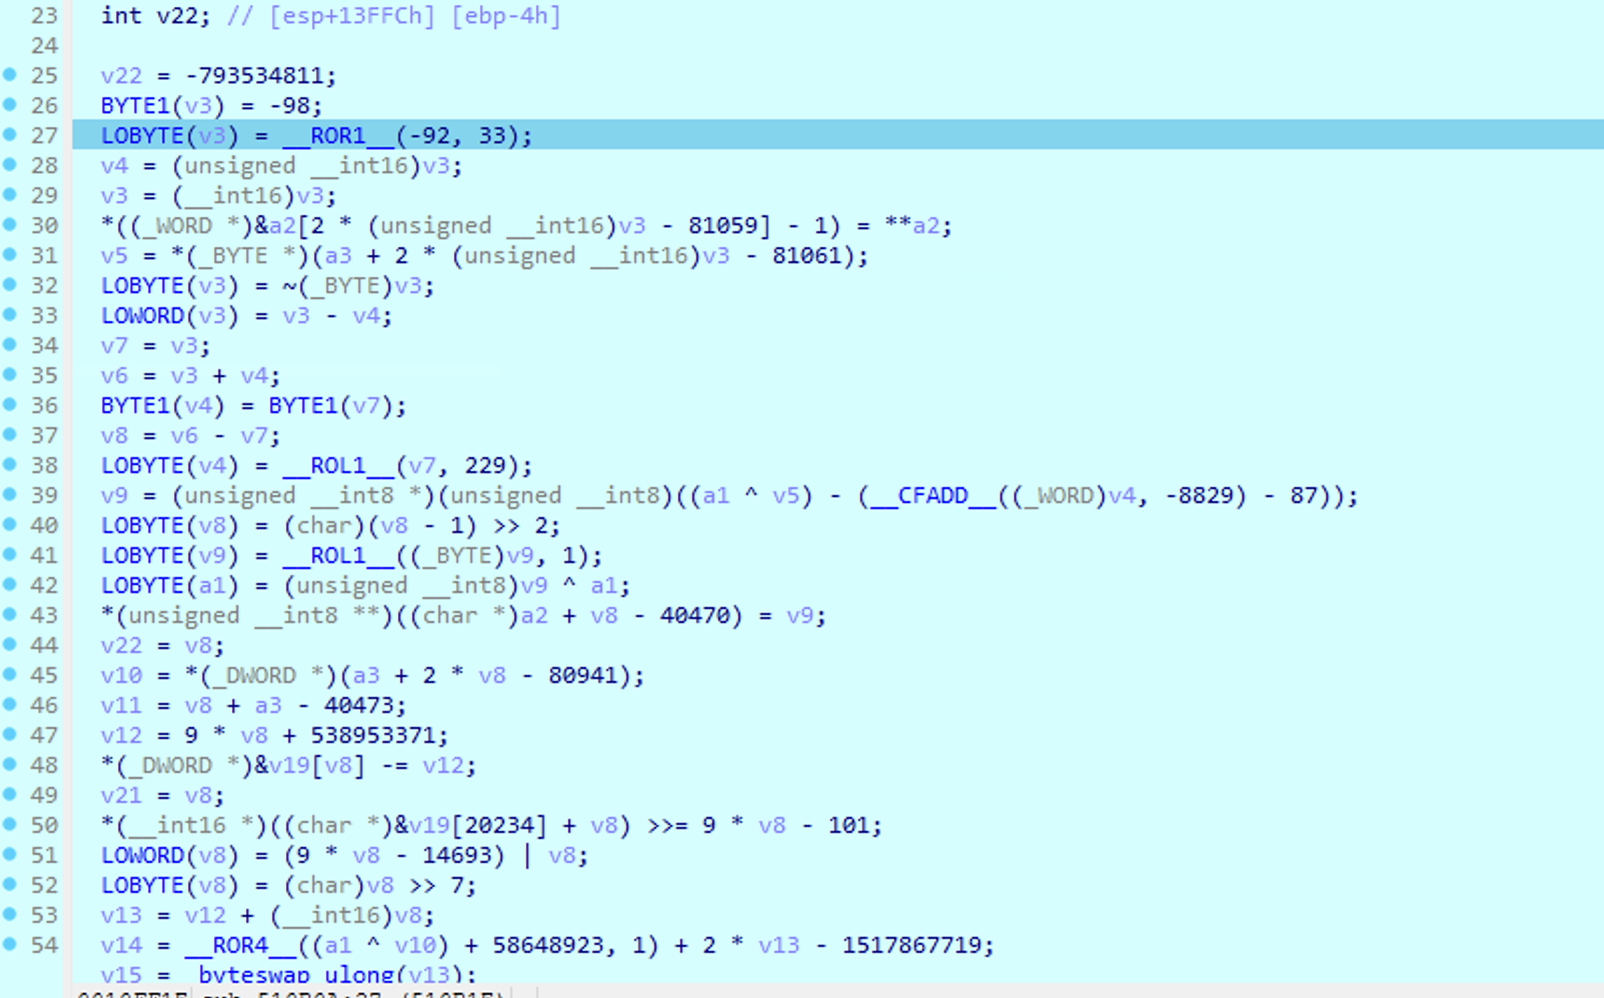 23 int v22; // [esp+13FFCh] [ebp-4h]
24
25 v22 = -793534811;
26 BYTE1(v3) = -98;
27 LOBYTE(v3) = __ROR1__(-92, 33);
28 v4 = (unsigned __int16)v3;
29 v3 = (__int16)v3;
30 *((_WORD *)&a2[2 * (unsigned __int16)v3 - 81059] - 1) = **a2;
31 v5 = *(_BYTE *)(a3 + 2 * (unsigned __int16)v3 - 81061);
32 LOBYTE(v3) = ~(_BYTE)v3;
33 LOWORD(v3) = v3 - v4;
34 v7 = v3;
35 v6 = v3 + v4;
36 BYTE1(v4) = BYTE1(v7);
37 v8 = v6 - v7;
38 LOBYTE(v4) = __ROL1__(v7, 229);
39 v9 = (unsigned __int8 *)(unsigned __int8)((a1 ^ v5) - (__CFADD__((_WORD)v4, -8829) - 87));
40 LOBYTE(v8) = (char)(v8 - 1) >> 2;
41 LOBYTE(v9) = __ROL1__((_BYTE)v9, 1);
42 LOBYTE(a1) = (unsigned __int8)v9 ^ a1;
43 *(unsigned __int8 **)((char *)a2 + v8 - 40470) = v9;
44 v22 = v8;
45 v10 = *(_DWORD *)(a3 + 2 * v8 - 80941);
46 v11 = v8 + a3 - 40473;
47 v12 = 9 * v8 + 538953371;
48 *(_DWORD *)&v19[v8] -= v12;
49 v21 = v8;
50 *(__int16 *)((char *)&v19[20234] + v8) >>= 9 * v8 - 101;
51 LOWORD(v8) = (9 * v8 - 14693) | v8;
52 LOBYTE(v8) = (char)v8 >> 7;
53 v13 = v12 + (__int16)v8;
54 v14 = __ROR4__((a1 ^ v10) + 58648923, 1) + 2 * v13 - 1517867719;
v15 = _byteswap_ulong(v13);